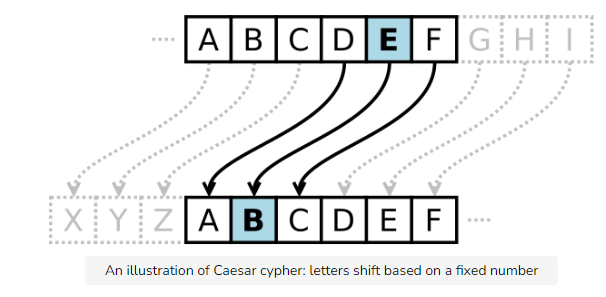 A B C D E F G H I
X Y Z A B C D E F
An illustration of Caesar cypher: letters shift based on a fixed number